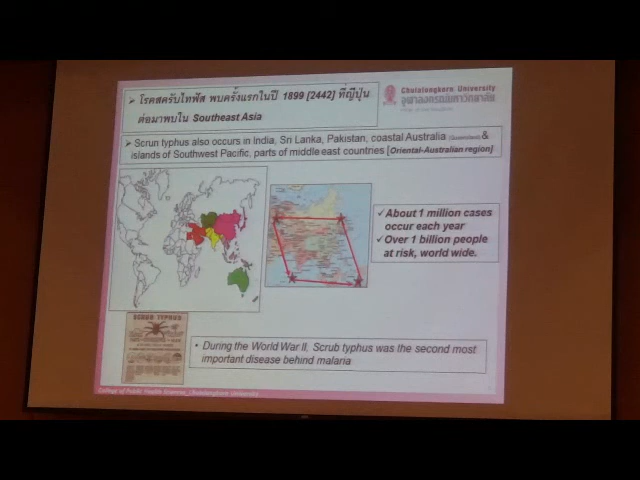 ➢ โรคสครับไทฟัส พบครั้งแรกในปี 1899 [2442] ที่ญี่ปุ่น
ต่อมาพบใน Southeast Asia
Chulalongkorn University
จุฬาลงกรณ์มหาวิทยาลัย
➢ Scrun typhus also occurs in India, Sri Lanka, Pakistan, coastal Australia (Queensland) &
islands of Southwest Pacific, parts of middle east countries [Oriental-Australian region]
✓ About 1 million cases
occur each year
✓ Over 1 billion people
at risk, world wide.
SCRUB TYPHUS
• During the World War II, Scrub typhus was the second most
important disease behind malaria
College of Public Health Sciences, Chulalongkorn University